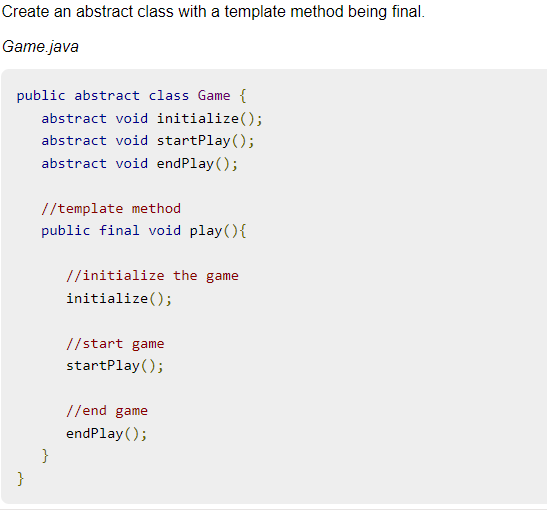 Create an abstract class with a template method being final.
Game.java
public abstract class Game {
   abstract void initialize();
   abstract void startPlay();
   abstract void endPlay();
   //template method
   public final void play(){
      //initialize the game
      initialize();
      //start game
      startPlay();
      //end game
      endPlay();
   }
}